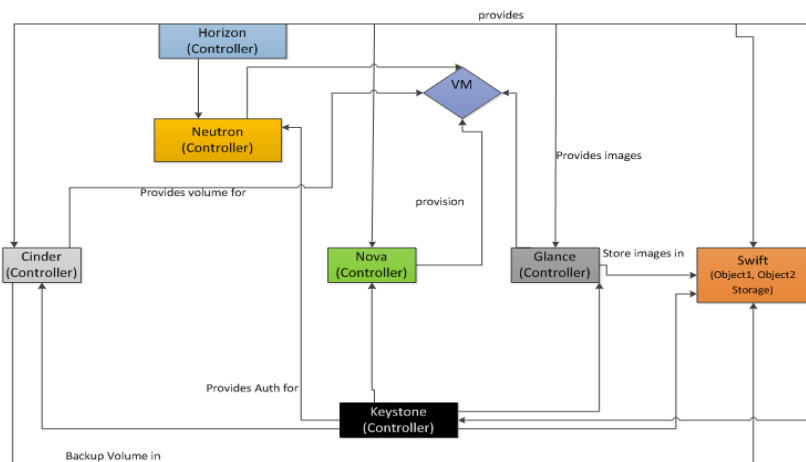 provides
Horizon
(Controller)
VM
Neutron
(Controller)
Provides images
Provides volume for
provision
Cinder
(Controller)
Nova
(Controller)
Glance
(Controller)
Store images in
Swift
(Object1, Object2
Storage)
Provides Auth for
Keystone
(Controller)
Backup Volume in